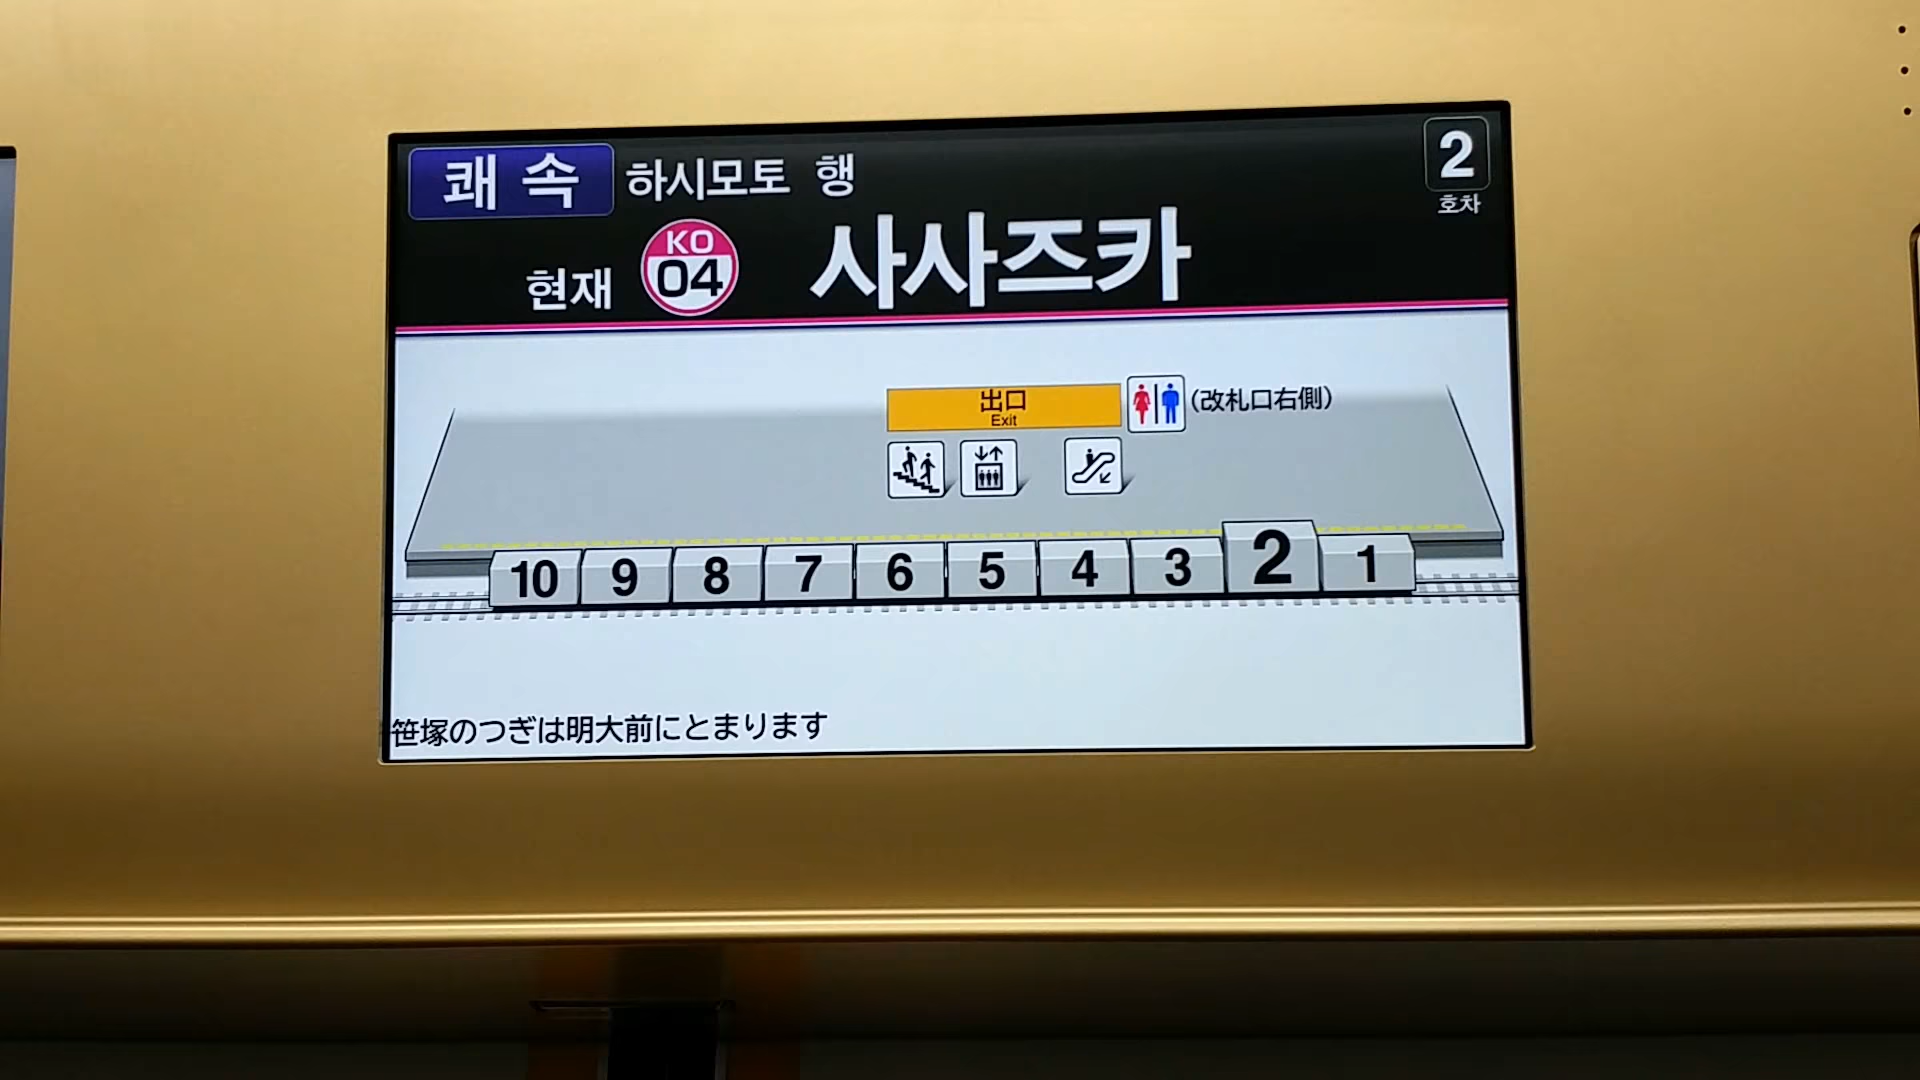 쾌속 하시모토 행
2
호차
현재 KO 04 사사즈카
出口
Exit
(改札口右側)
10 9 8 7 6 5 4 3 2 1
笹塚のつぎは明大前にとまります